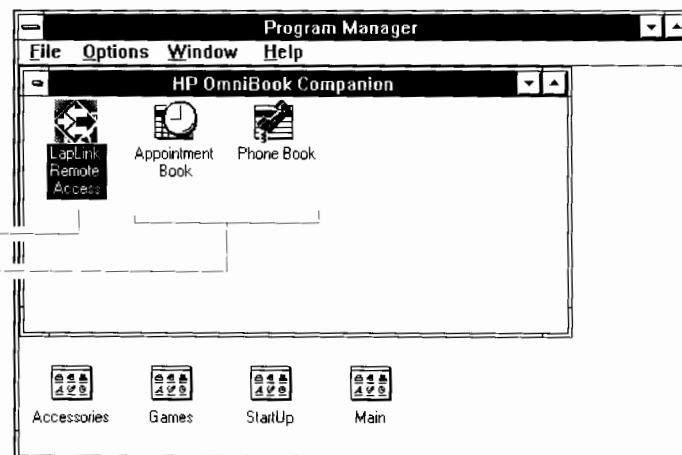 Program Manager
File Options Window Help
HP OmniBook Companion
LapLink
Remote
Access
Appointment
Book
Phone Book
Accessories Games StartUp Main